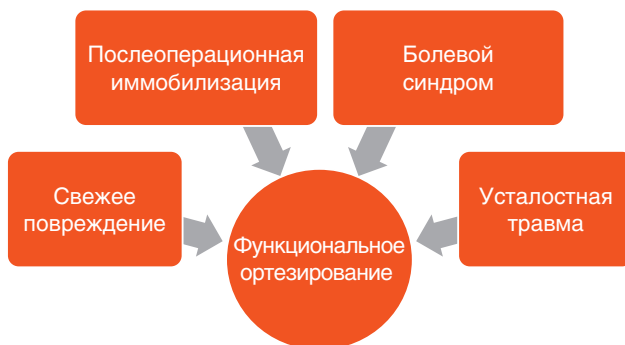 Послеоперационная
иммобилизация
Болевой
синдром
Свежее
повреждение
Усталостная
травма
Функциональное
ортезирование